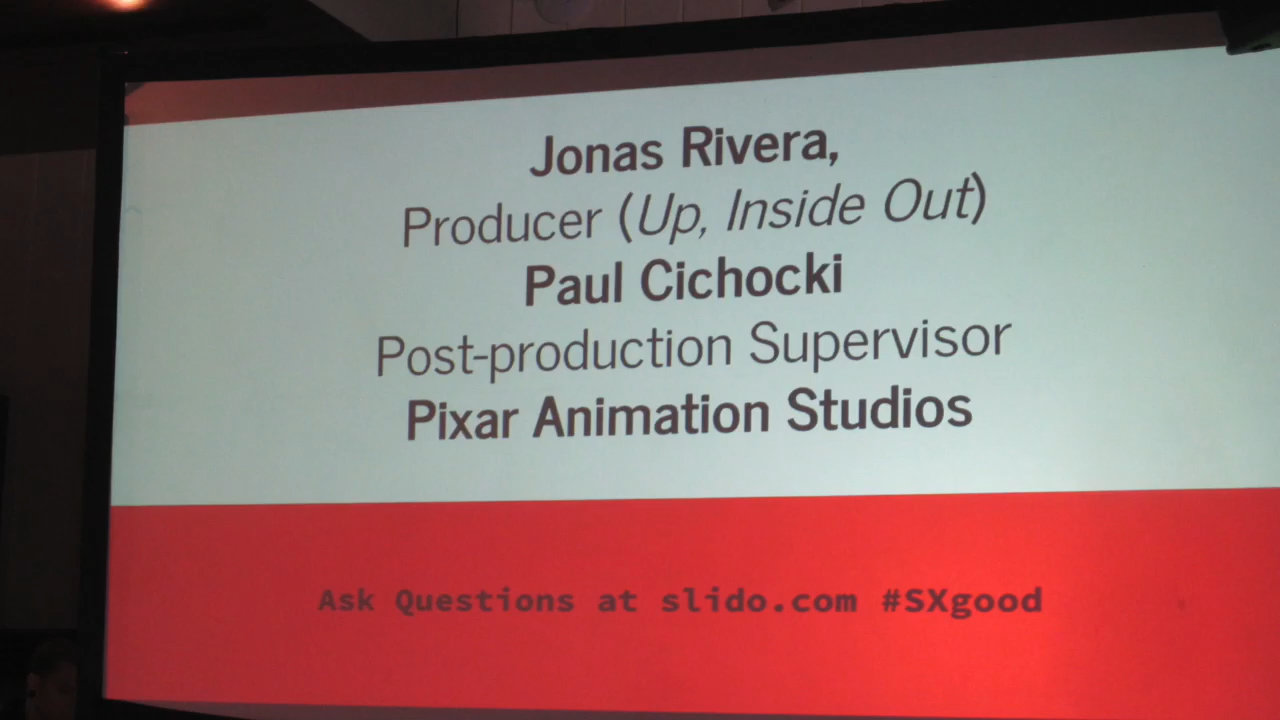 Jonas Rivera,
Producer (Up, Inside Out)
Paul Cichocki
Post-production Supervisor
Pixar Animation Studios
Ask Questions at slido.com #SXgood